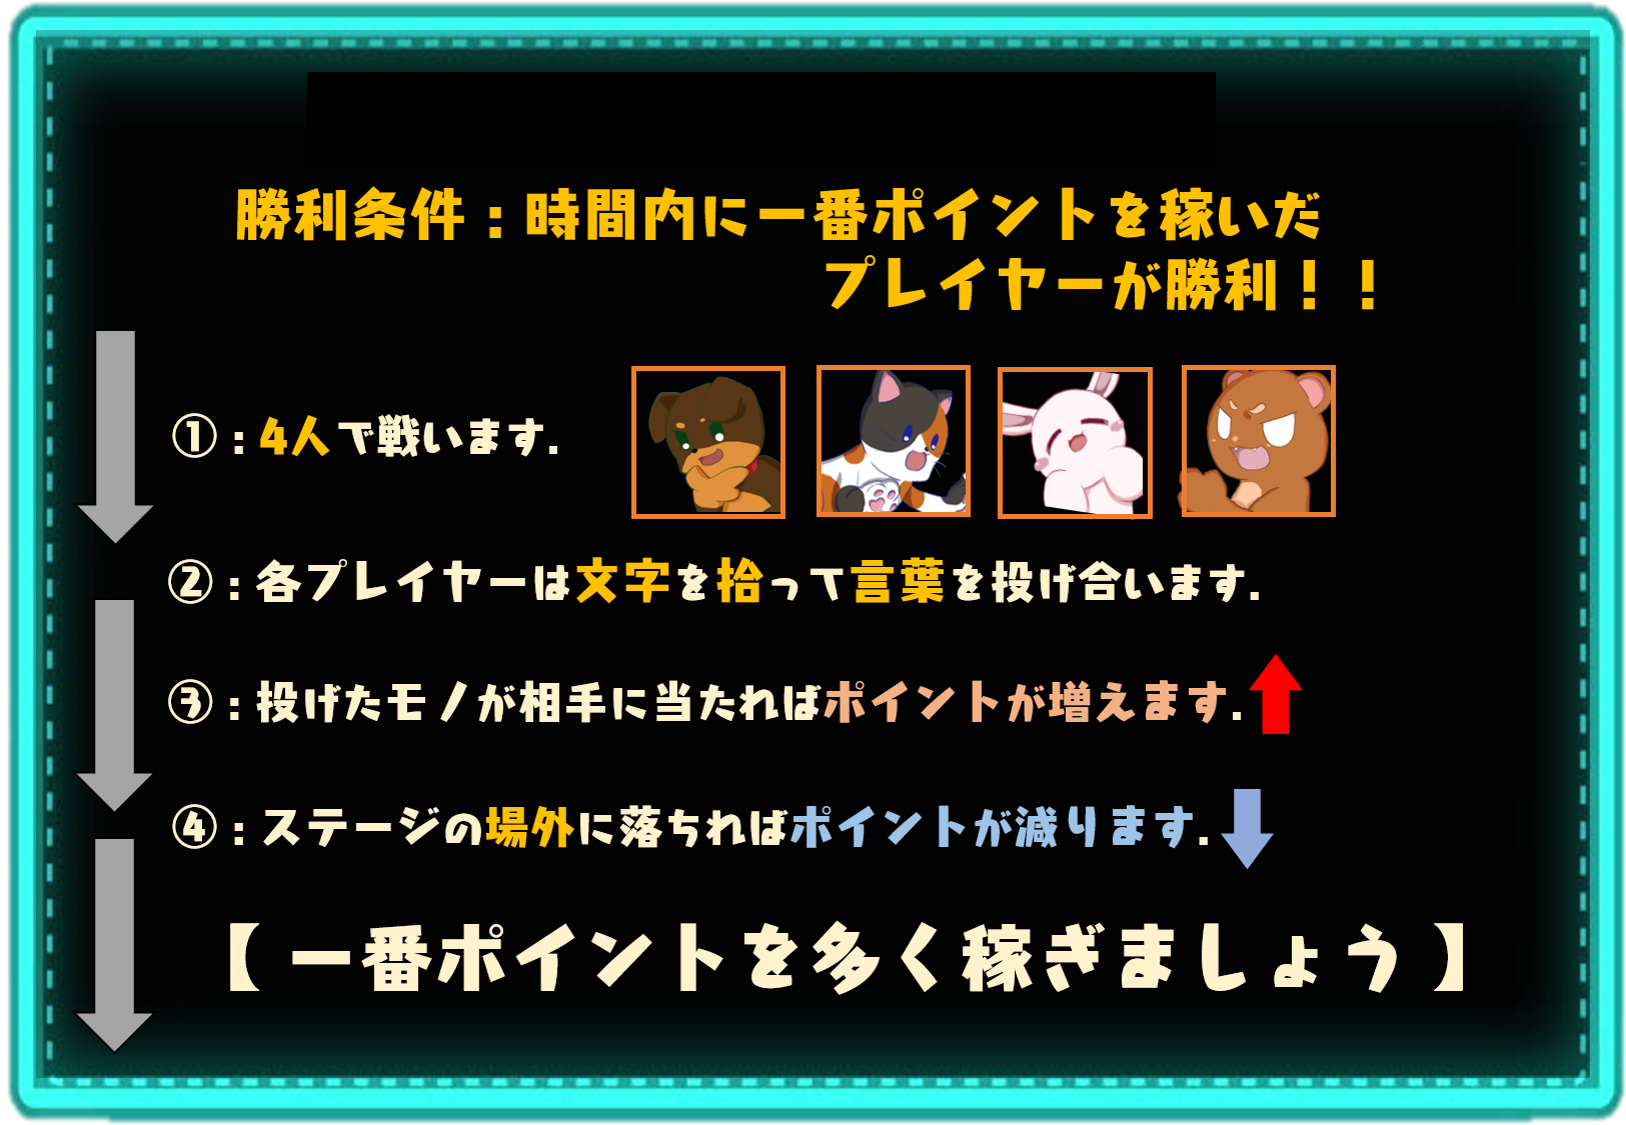 勝利条件：時間内に一番ポイントを稼いだ
プレイヤーが勝利！！
①：4人で戦います.
②：各プレイヤーは文字を拾って言葉を投げ合います.
③：投げたモノが相手に当たればポイントが増えます.
④：ステージの場外に落ちればポイントが減ります.
【一番ポイントを多く稼ぎましょう】